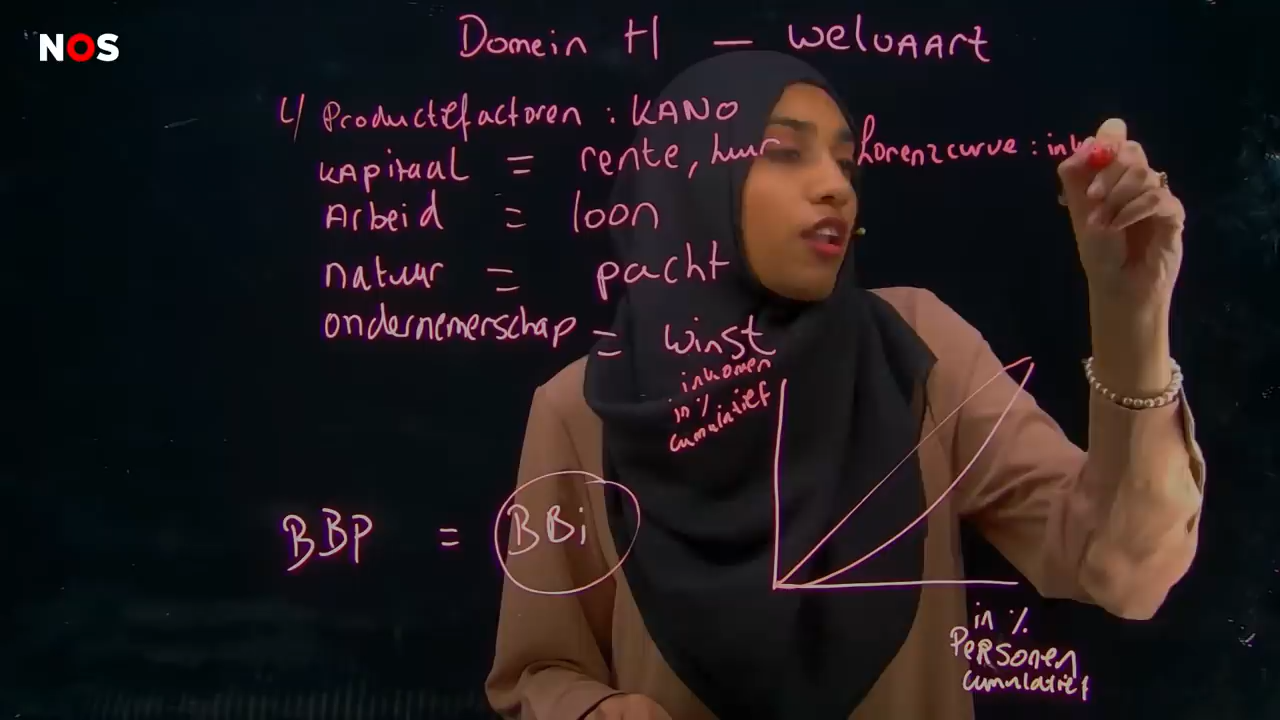 NOS
Domein H — welvaart
4 Productiefactoren : KANO
Kapitaal = rente, huur
Arbeid = loon
natuur = pacht
ondernemerschap = winst
Lorenzcurve :
inkomen
in %
cumulatief
BBP = BBi
in %
Personen
cumulatief